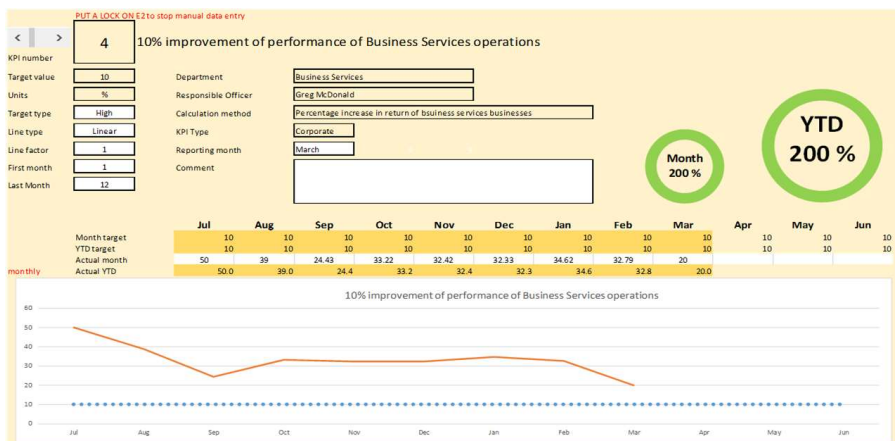 PUT A LOCK ON E2 to stop manual data entry
4 10% improvement of performance of Business Services operations
KPI number
Target value 10 Department Business Services
Units % Responsible Officer Greg McDonald
Target type High Calculation method Percentage increase in return of bsuiness services businesses
Line type Linear KPI Type Corporate
Line factor 1 Reporting month March
First month 1 Comment
Last Month 12
Month
200 %
YTD
200 %
Jul Aug Sep Oct Nov Dec Jan Feb Mar Apr May Jun
Month target 10 10 10 10 10 10 10 10 10 10 10 10
YTD target 10 10 10 10 10 10 10 10 10 10 10 10
Actual month 50 39 24.43 33.22 32.42 32.33 34.62 32.79 20
monthly Actual YTD 50.0 39.0 24.4 33.2 32.4 32.3 34.6 32.8 20.0
10% improvement of performance of Business Services operations
60
50
40
30
20
10
0
Jul Aug Sep Oct Nov Dec Jan Feb Mar Apr May Jun